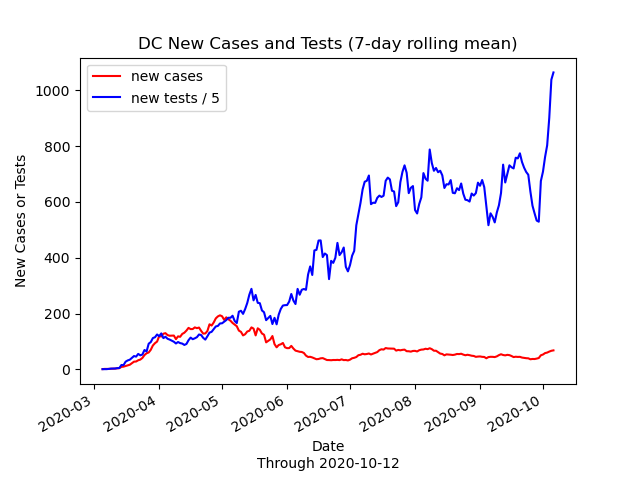 DC New Cases and Tests (7-day rolling mean)
new cases
new tests / 5
New Cases or Tests
1000
800
600
400
200
0
2020-03
2020-04
2020-05
2020-06
2020-07
2020-08
2020-09
2020-10
Date
Through 2020-10-12